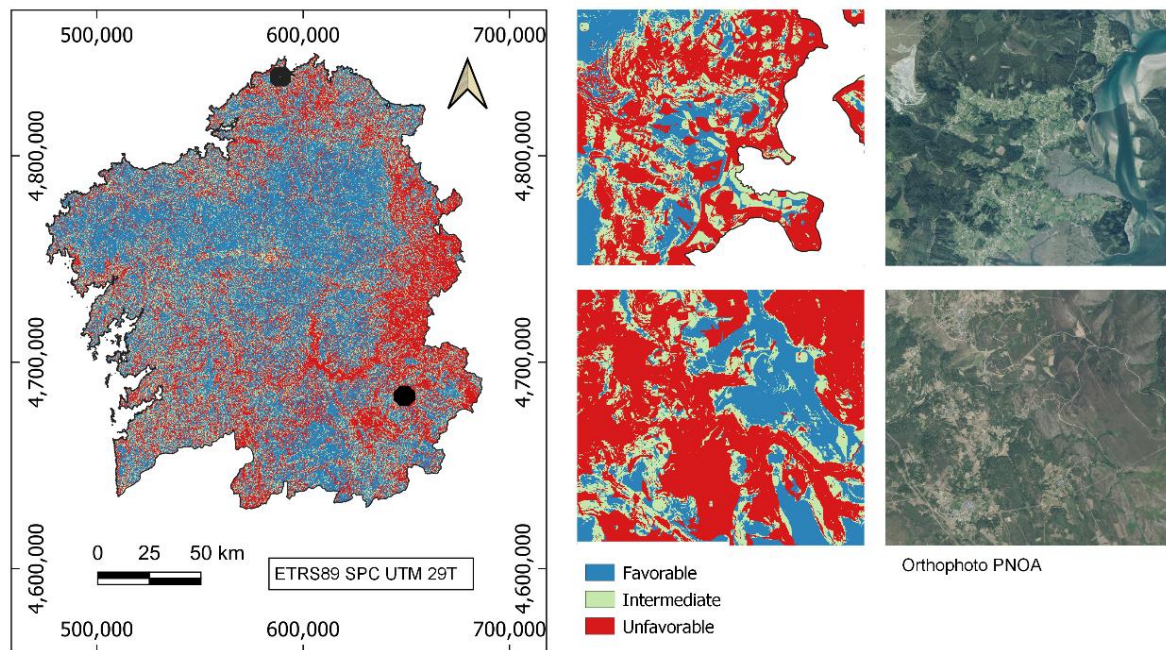 500,000 600,000 700,000
4,800,000 4,800,000
4,700,000 4,700,000
4,600,000 4,600,000
0 25 50 km
ETRS89 SPC UTM 29T
500,000 600,000 700,000
Favorable
Intermediate
Unfavorable
Orthophoto PNOA